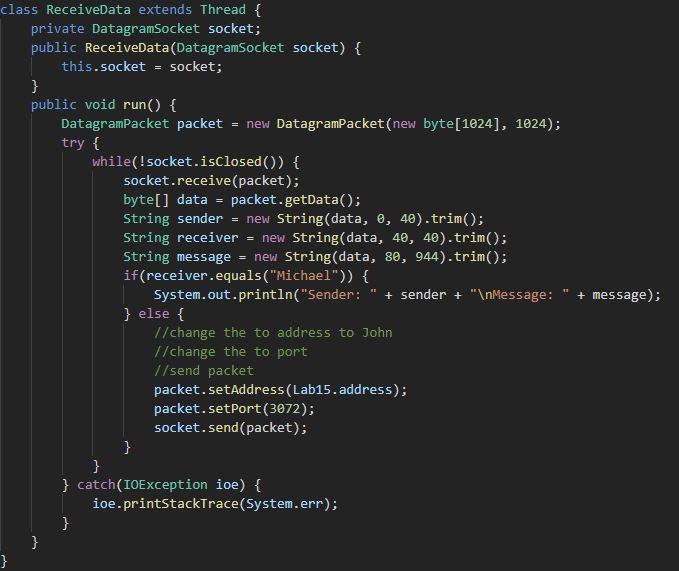 class ReceiveData extends Thread {
    private DatagramSocket socket;
    public ReceiveData(DatagramSocket socket) {
        this.socket = socket;
    }
    public void run() {
        DatagramPacket packet = new DatagramPacket(new byte[1024], 1024);
        try {
            while(!socket.isClosed()) {
                socket.receive(packet);
                byte[] data = packet.getData();
                String sender = new String(data, 0, 40).trim();
                String receiver = new String(data, 40, 40).trim();
                String message = new String(data, 80, 944).trim();
                if(receiver.equals("Michael")) {
                    System.out.println("Sender: " + sender + "\nMessage: " + message);
                } else {
                    //change the to address to John
                    //change the to port
                    //send packet
                    packet.setAddress(Lab15.address);
                    packet.setPort(3072);
                    socket.send(packet);
                }
            }
        } catch(IOException ioe) {
            ioe.printStackTrace(System.err);
        }
    }
}